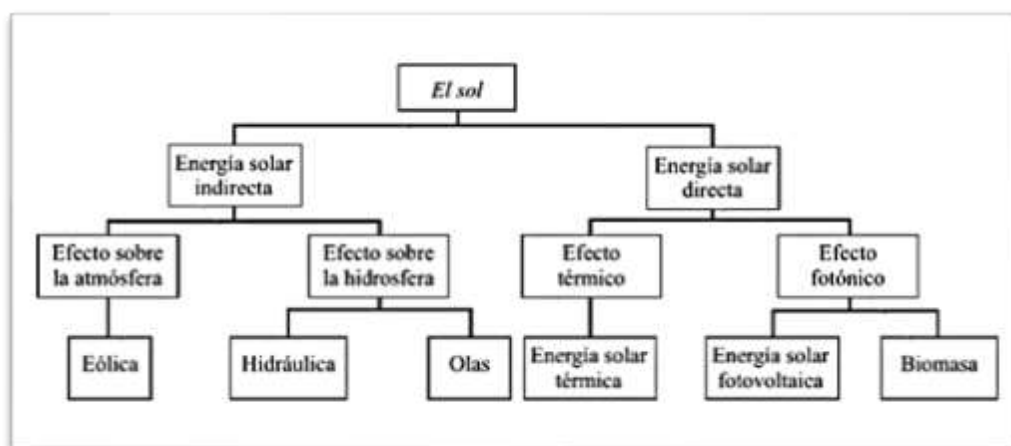 El sol
Energía solar
indirecta
Energía solar
directa
Efecto sobre
la atmósfera
Efecto sobre
la hidrosfera
Efecto
térmico
Efecto
fotónico
Eólica
Hidráulica
Olas
Energía solar
térmica
Energía solar
fotovoltaica
Biomasa